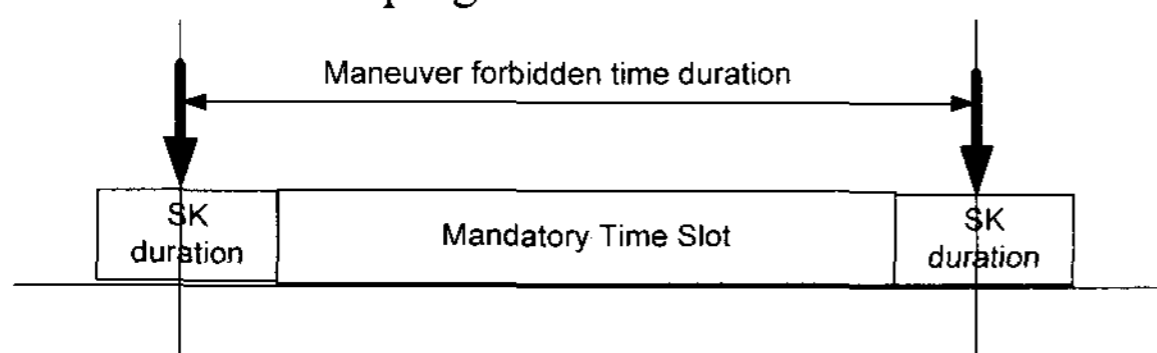 Maneuver forbidden time duration
SK
duration
Mandatory Time Slot
SK
duration